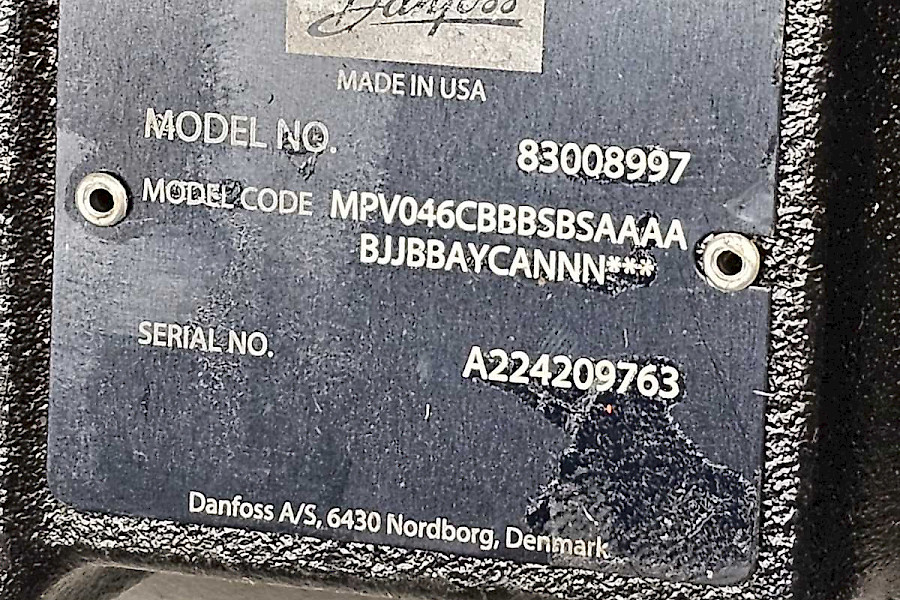 Danfoss
MADE IN USA
MODEL NO. 83008997
MODEL CODE MPV046CBBBSBSAAAA
BJJBBAYCANNN***
SERIAL NO. A224209763
Danfoss A/S, 6430 Nordborg, Denmark